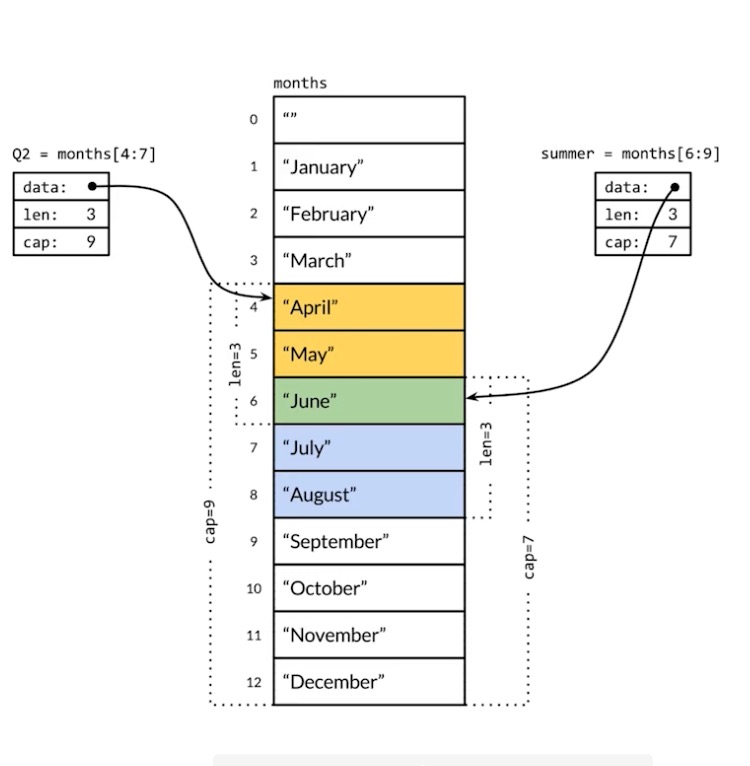 months
0 “”
1 “January”
2 “February”
3 “March”
4 “April”
5 “May”
6 “June”
7 “July”
8 “August”
9 “September”
10 “October”
11 “November”
12 “December”
Q2 = months[4:7]
data:
len: 3
cap: 9
len=3
cap=9
summer = months[6:9]
data:
len: 3
cap: 7
len=3
cap=7